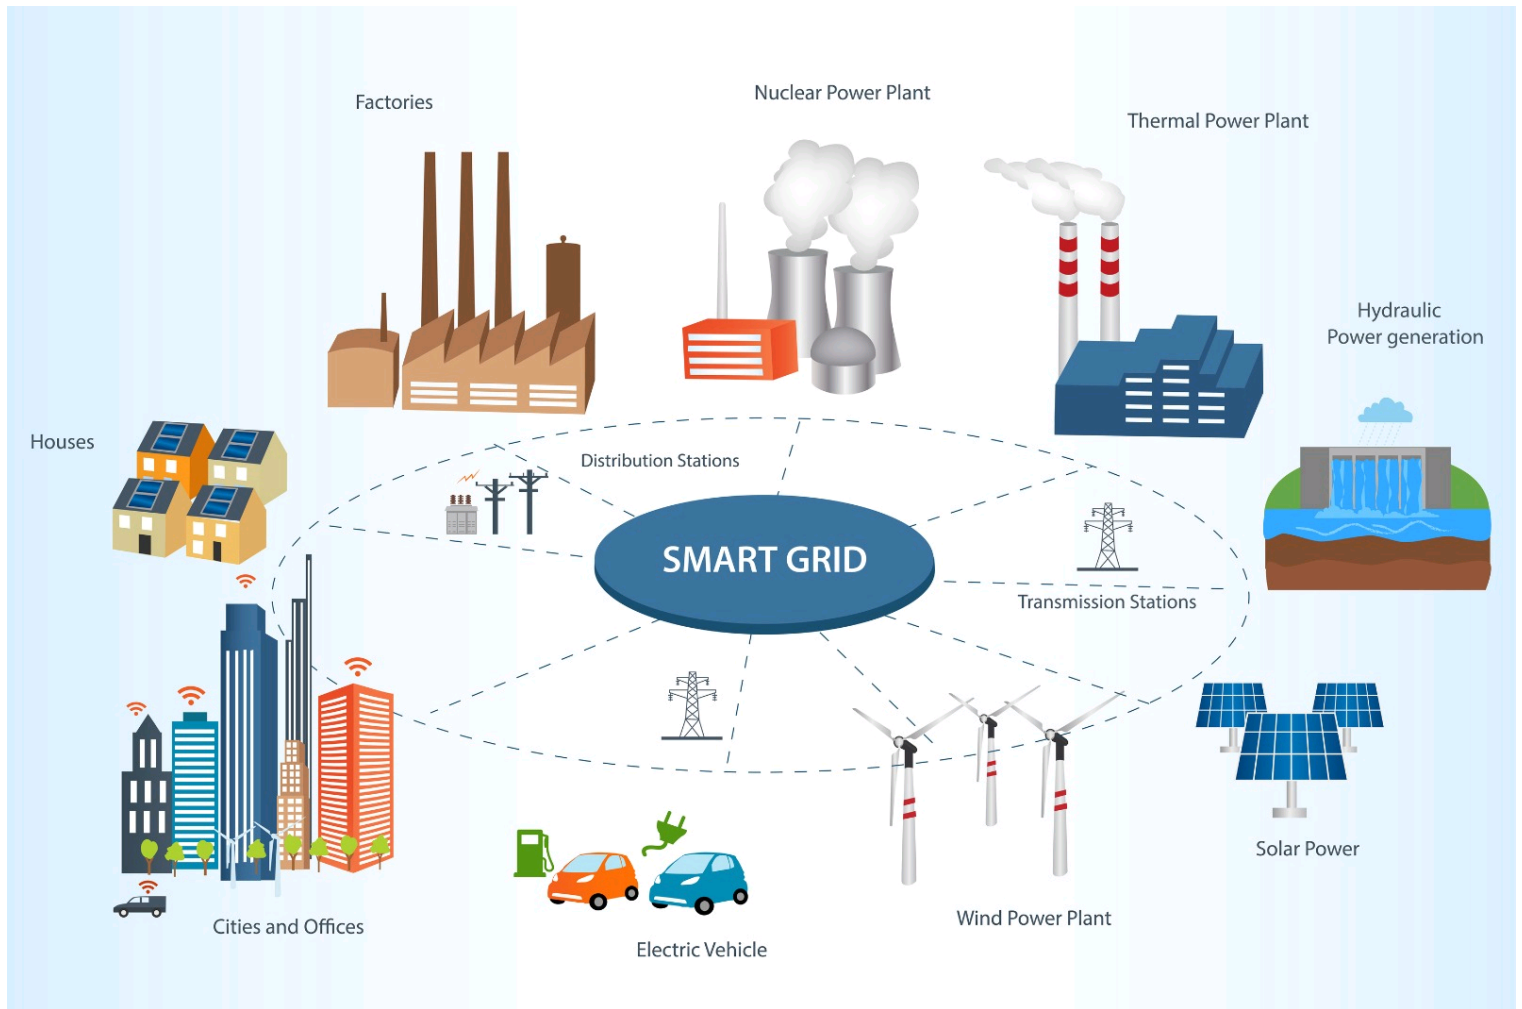 Nuclear Power Plant
Factories
Thermal Power Plant
Hydraulic
Power generation
Houses
Distribution Stations
SMART GRID
Transmission Stations
Solar Power
Wind Power Plant
Cities and Offices
Electric Vehicle